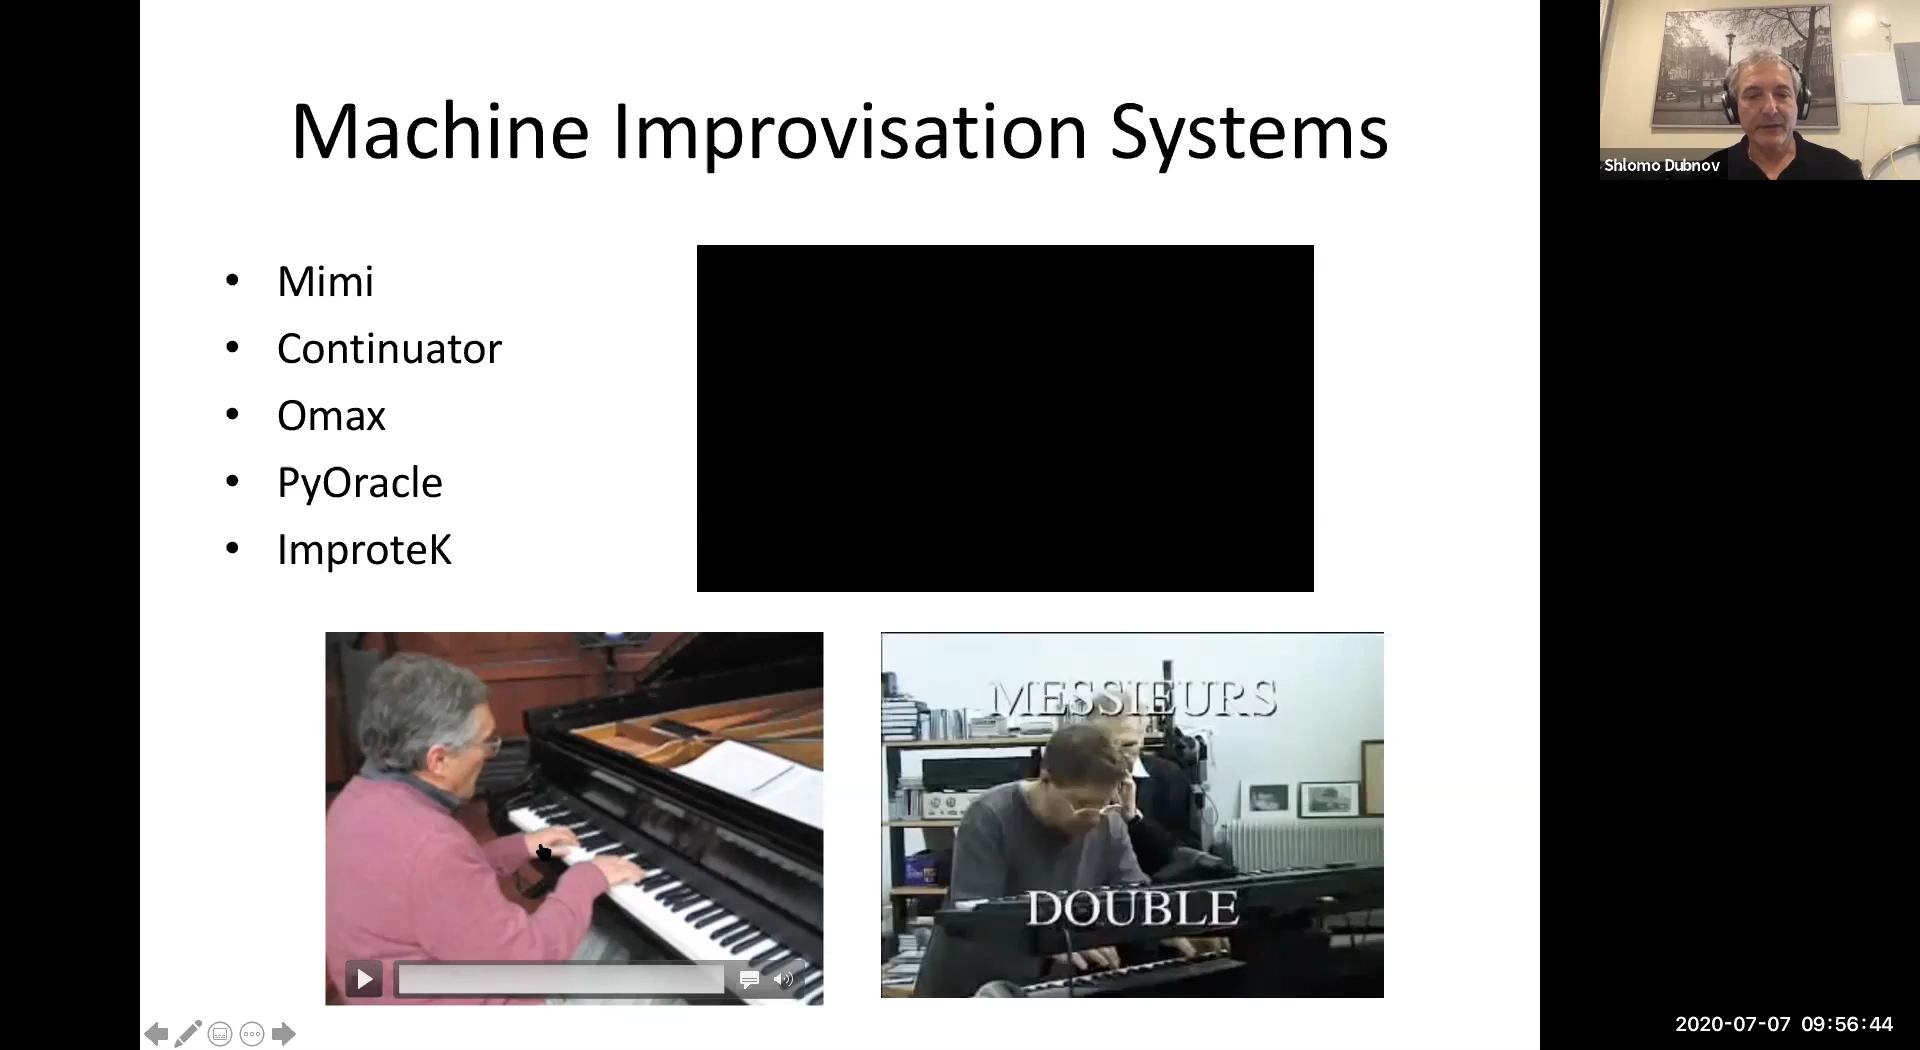 Machine Improvisation Systems
Shlomo Dubnov
• Mimi
• Continuator
• Omax
• PyOracle
• ImproteK
MESSIEURS
DOUBLE
2020-07-07 09:56:44